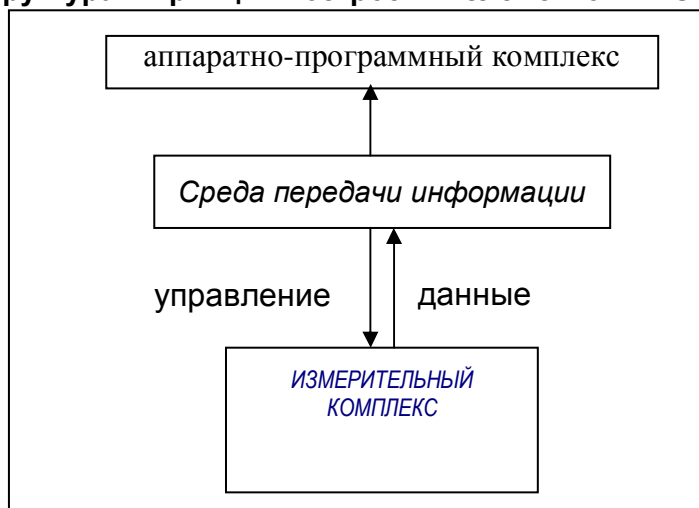 аппаратно-программный комплекс
Среда передачи информации
управление данные
ИЗМЕРИТЕЛЬНЫЙ
КОМПЛЕКС